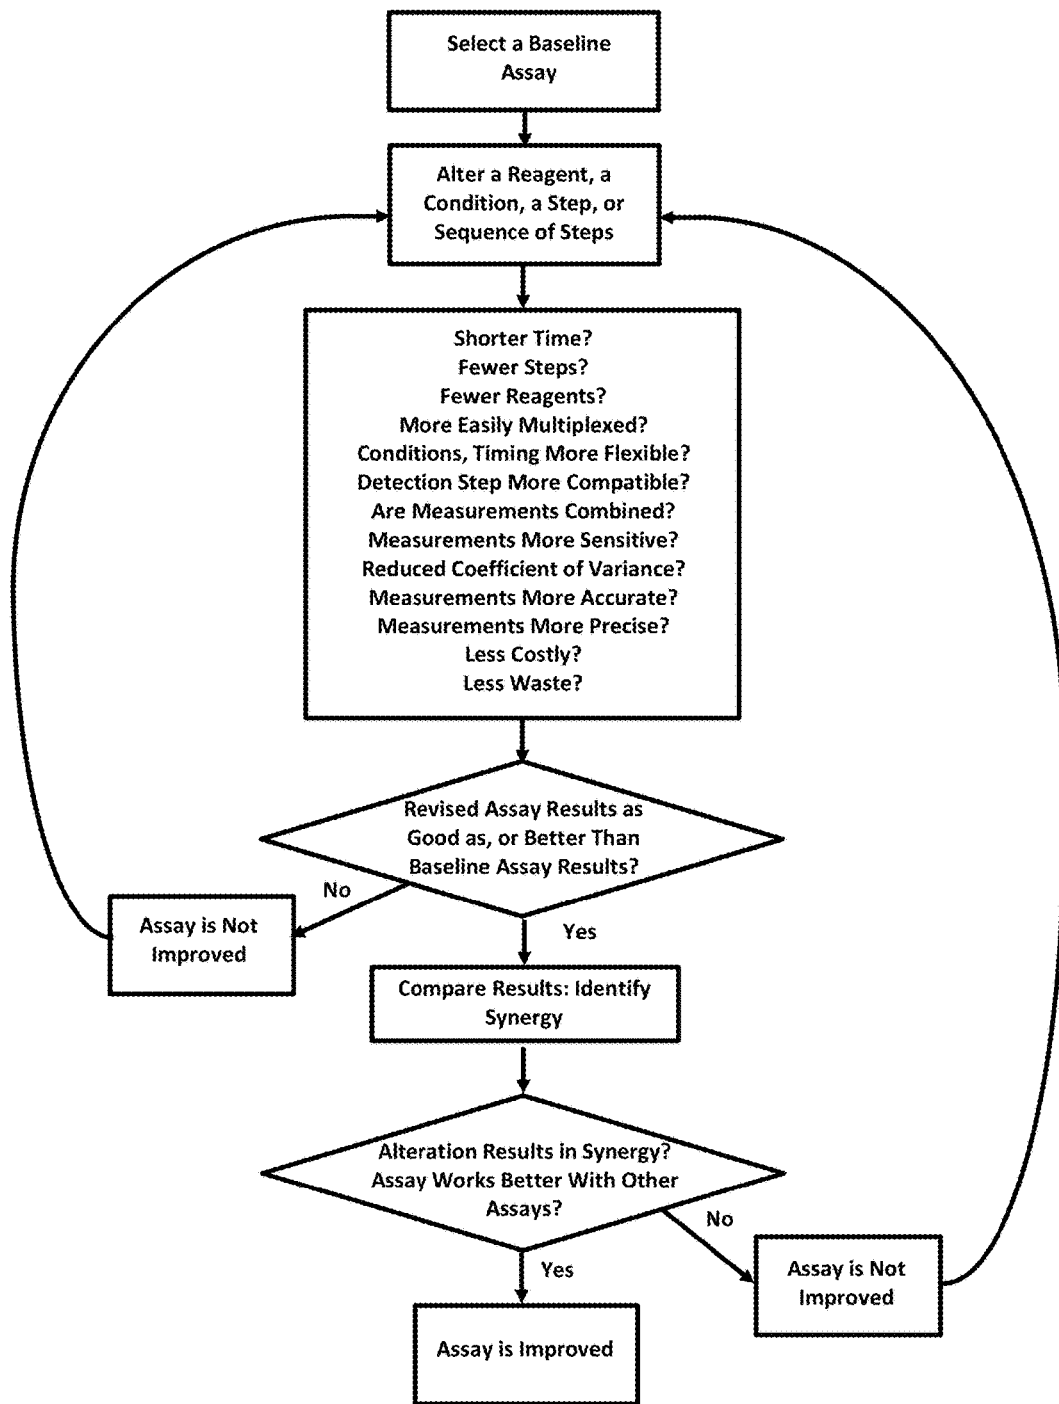 Select a Baseline
Assay
Alter a Reagent, a
Condition, a Step, or
Sequence of Steps
Shorter Time?
Fewer Steps?
Fewer Reagents?
More Easily Multiplexed?
Conditions, Timing More Flexible?
Detection Step More Compatible?
Are Measurements Combined?
Measurements More Sensitive?
Reduced Coefficient of Variance?
Measurements More Accurate?
Measurements More Precise?
Less Costly?
Less Waste?
Revised Assay Results as
Good as, or Better Than
Baseline Assay Results?
No
Assay is Not
Improved
Yes
Compare Results: Identify
Synergy
Alteration Results in Synergy?
Assay Works Better With Other
Assays?
No
Assay is Not
Improved
Yes
Assay is Improved